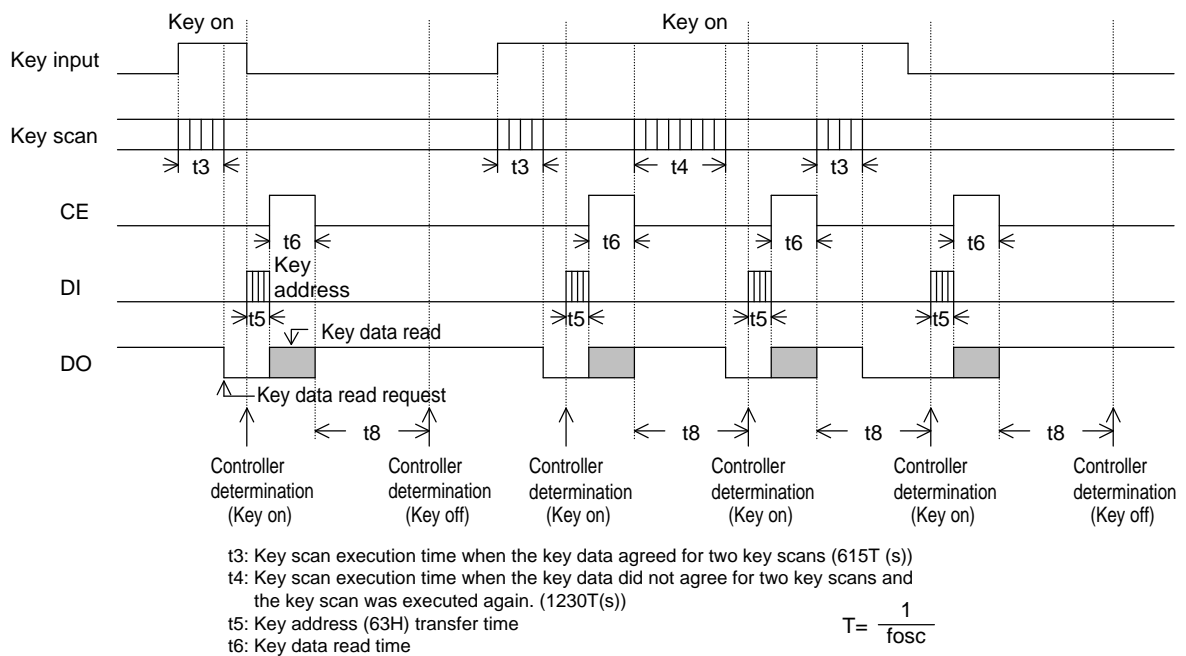 Key on Key on
Key input
Key scan
t3 t3 t4 t3
CE
t6 t6 t6 t6
Key
DI address
t5 t5 t5 t5
Key data read
DO
Key data read request
t8 t8 t8 t8
Controller Controller Controller Controller Controller Controller
determination determination determination determination determination determination
(Key on) (Key off) (Key on) (Key on) (Key on) (Key off)
t3: Key scan execution time when the key data agreed for two key scans (615T (s))
t4: Key scan execution time when the key data did not agree for two key scans and
the key scan was executed again. (1230T(s))
t5: Key address (63H) transfer time
t6: Key data read time
T= 1
fosc